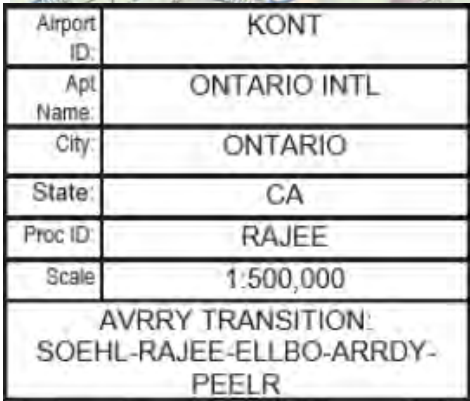 Airport ID: KONT
Apt Name: ONTARIO INTL
City: ONTARIO
State: CA
Proc ID: RAJEE
Scale 1:500,000
AVRRY TRANSITION:
SOEHL-RAJEE-ELLBO-ARRDY-
PEELR